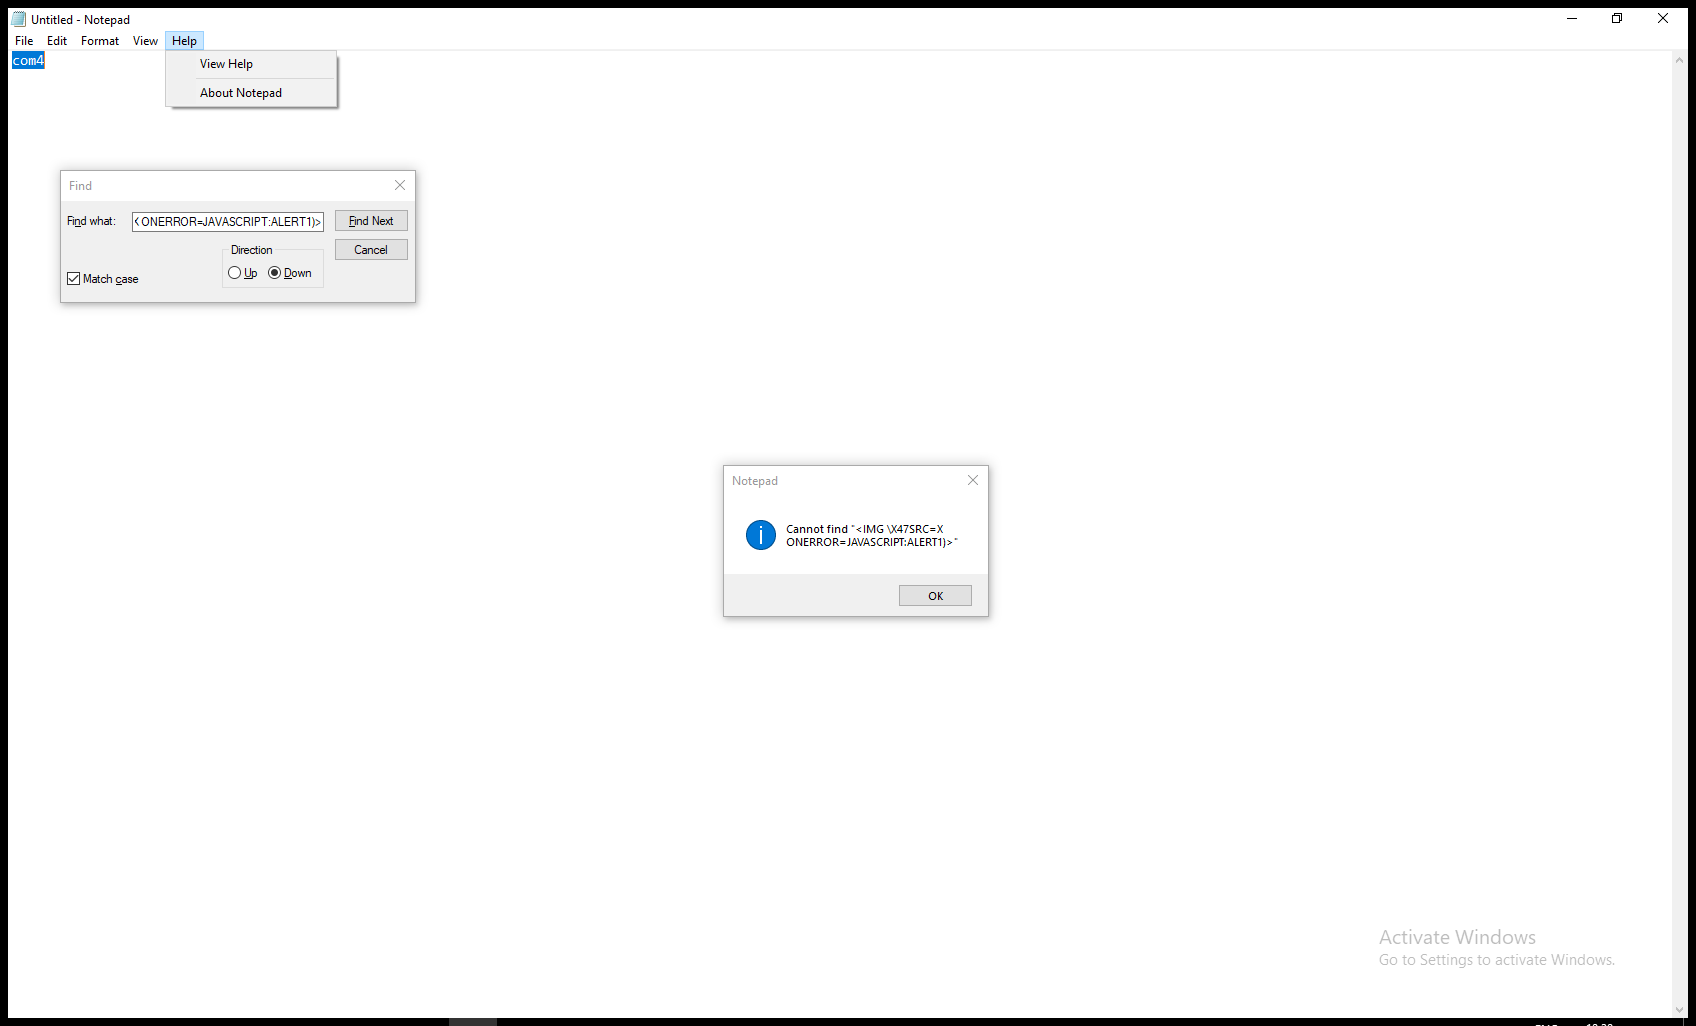 Untitled - Notepad
File Edit Format View Help
com4
View Help
About Notepad
Find
Find what: ONERROR=JAVASCRIPT:ALERT1)> Find Next
Direction Cancel
Up Down
Match case
Notepad
Cannot find "<IMG \X47SRC=X
ONERROR=JAVASCRIPT:ALERT1)>"
OK
Activate Windows
Go to Settings to activate Windows.